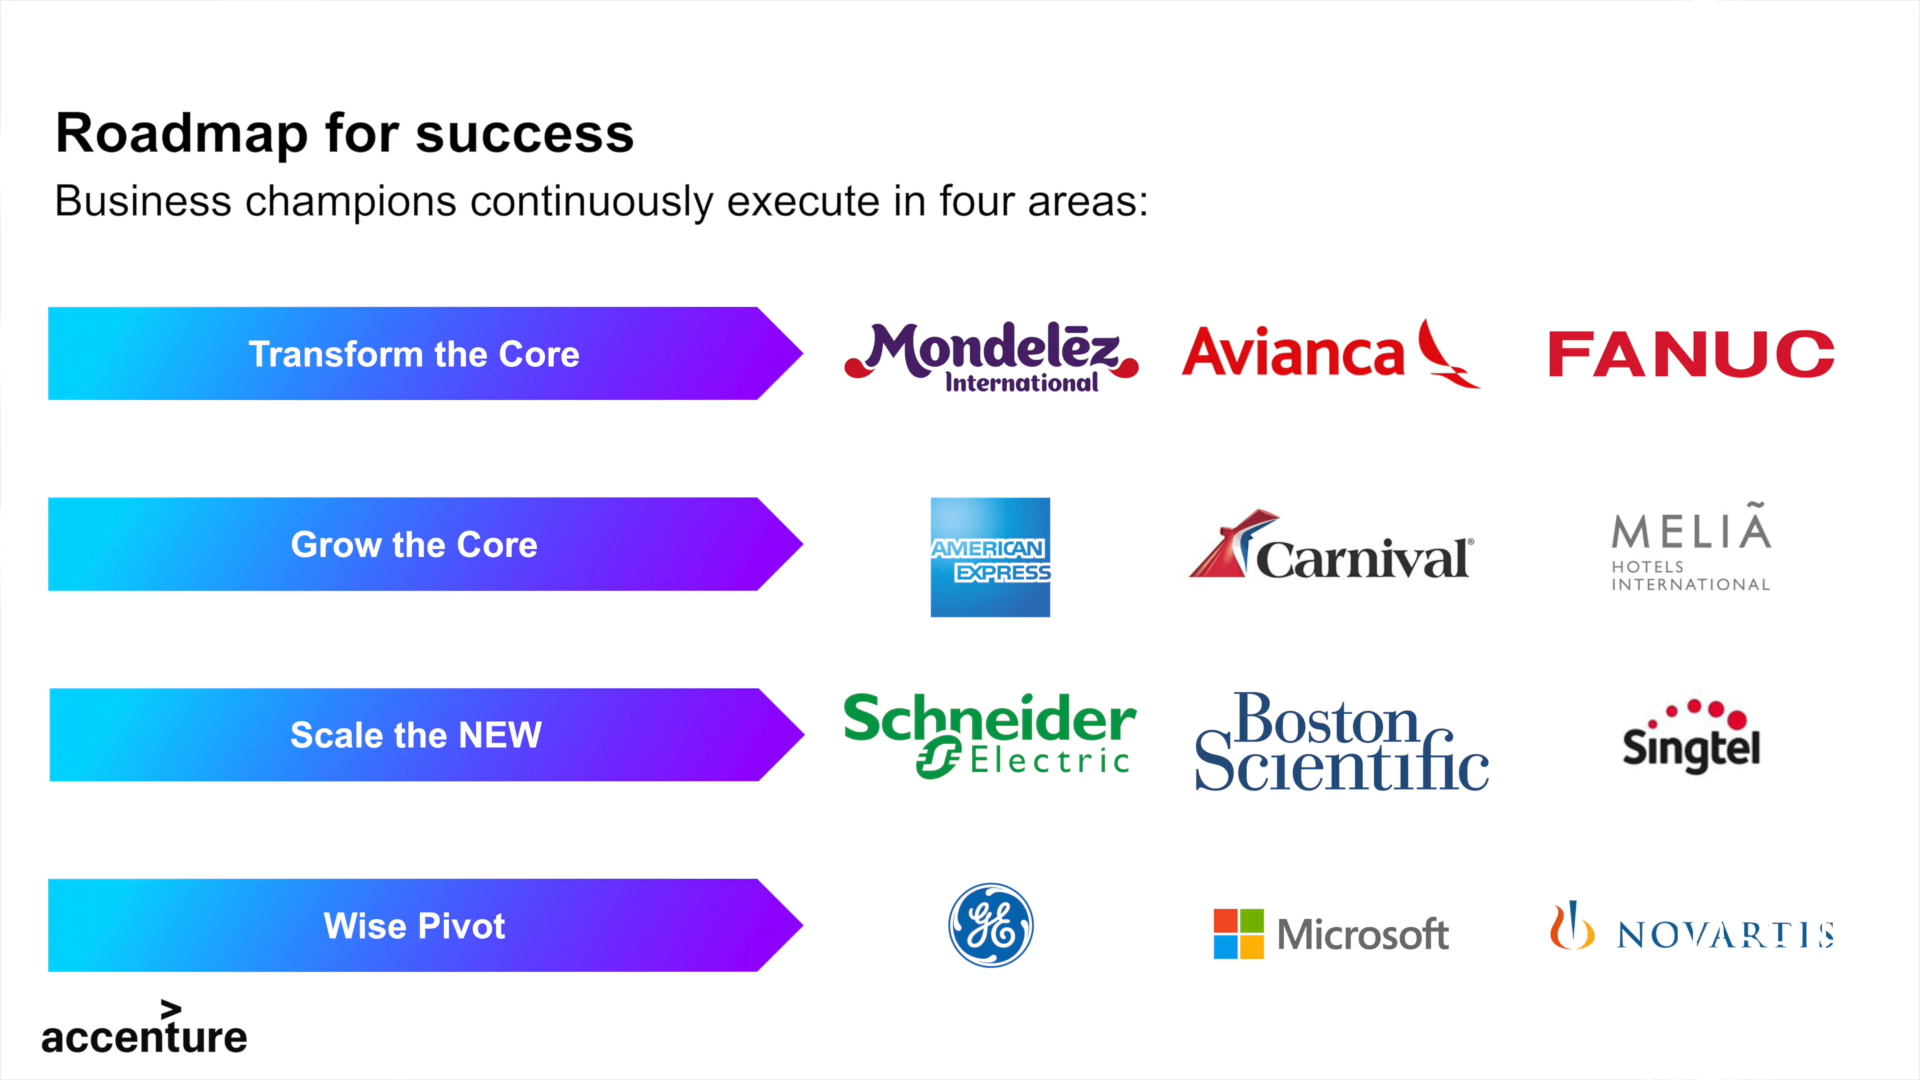 Roadmap for success
Business champions continuously execute in four areas:
Transform the Core
Mondelēz International
Avianca
FANUC
Grow the Core
AMERICAN EXPRESS
Carnival®
MELIÃ
HOTELS
INTERNATIONAL
Scale the NEW
Schneider Electric
Boston Scientific
Singtel
Wise Pivot
GE
Microsoft
NOVARTIS
>
accenture